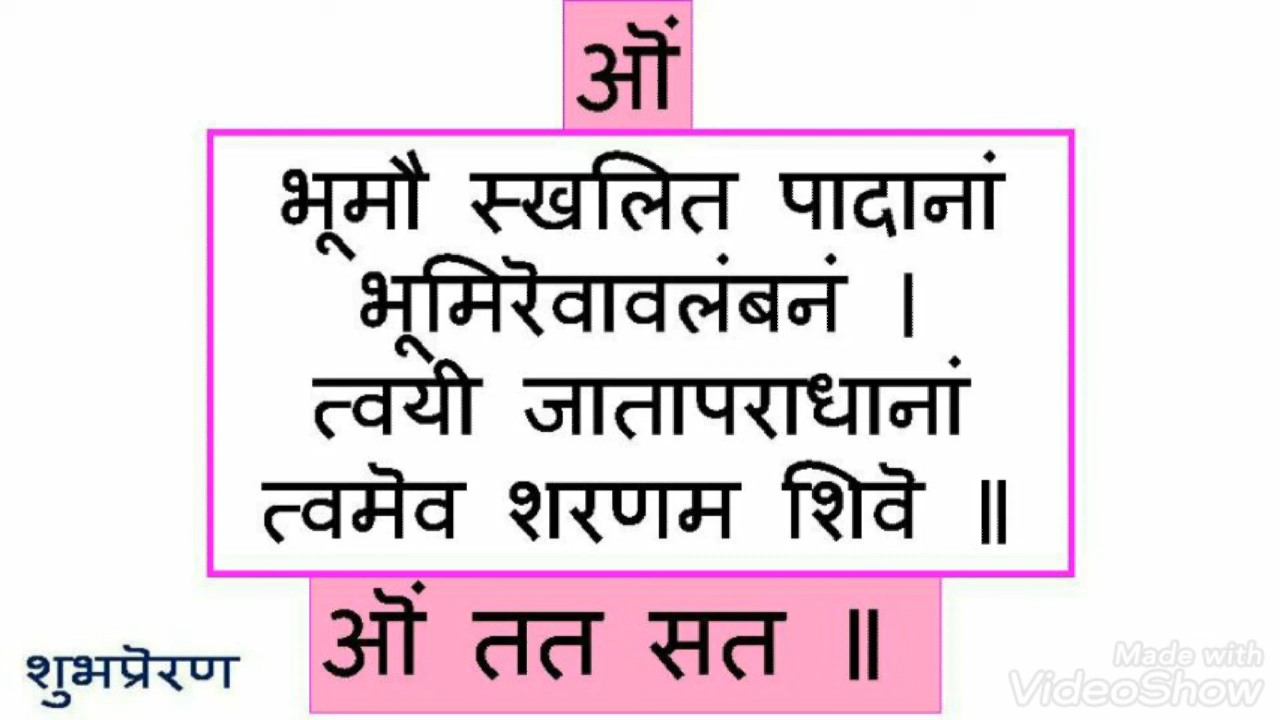 ऒं
भूमौ स्खलित पादानां
भूमिरॆवावलंबनं ।
त्वयी जातापराधानां
त्वमॆव शरणम शिवॆ ॥
ऒं तत सत ॥
शुभप्रॆरण
Made with
VideoShow